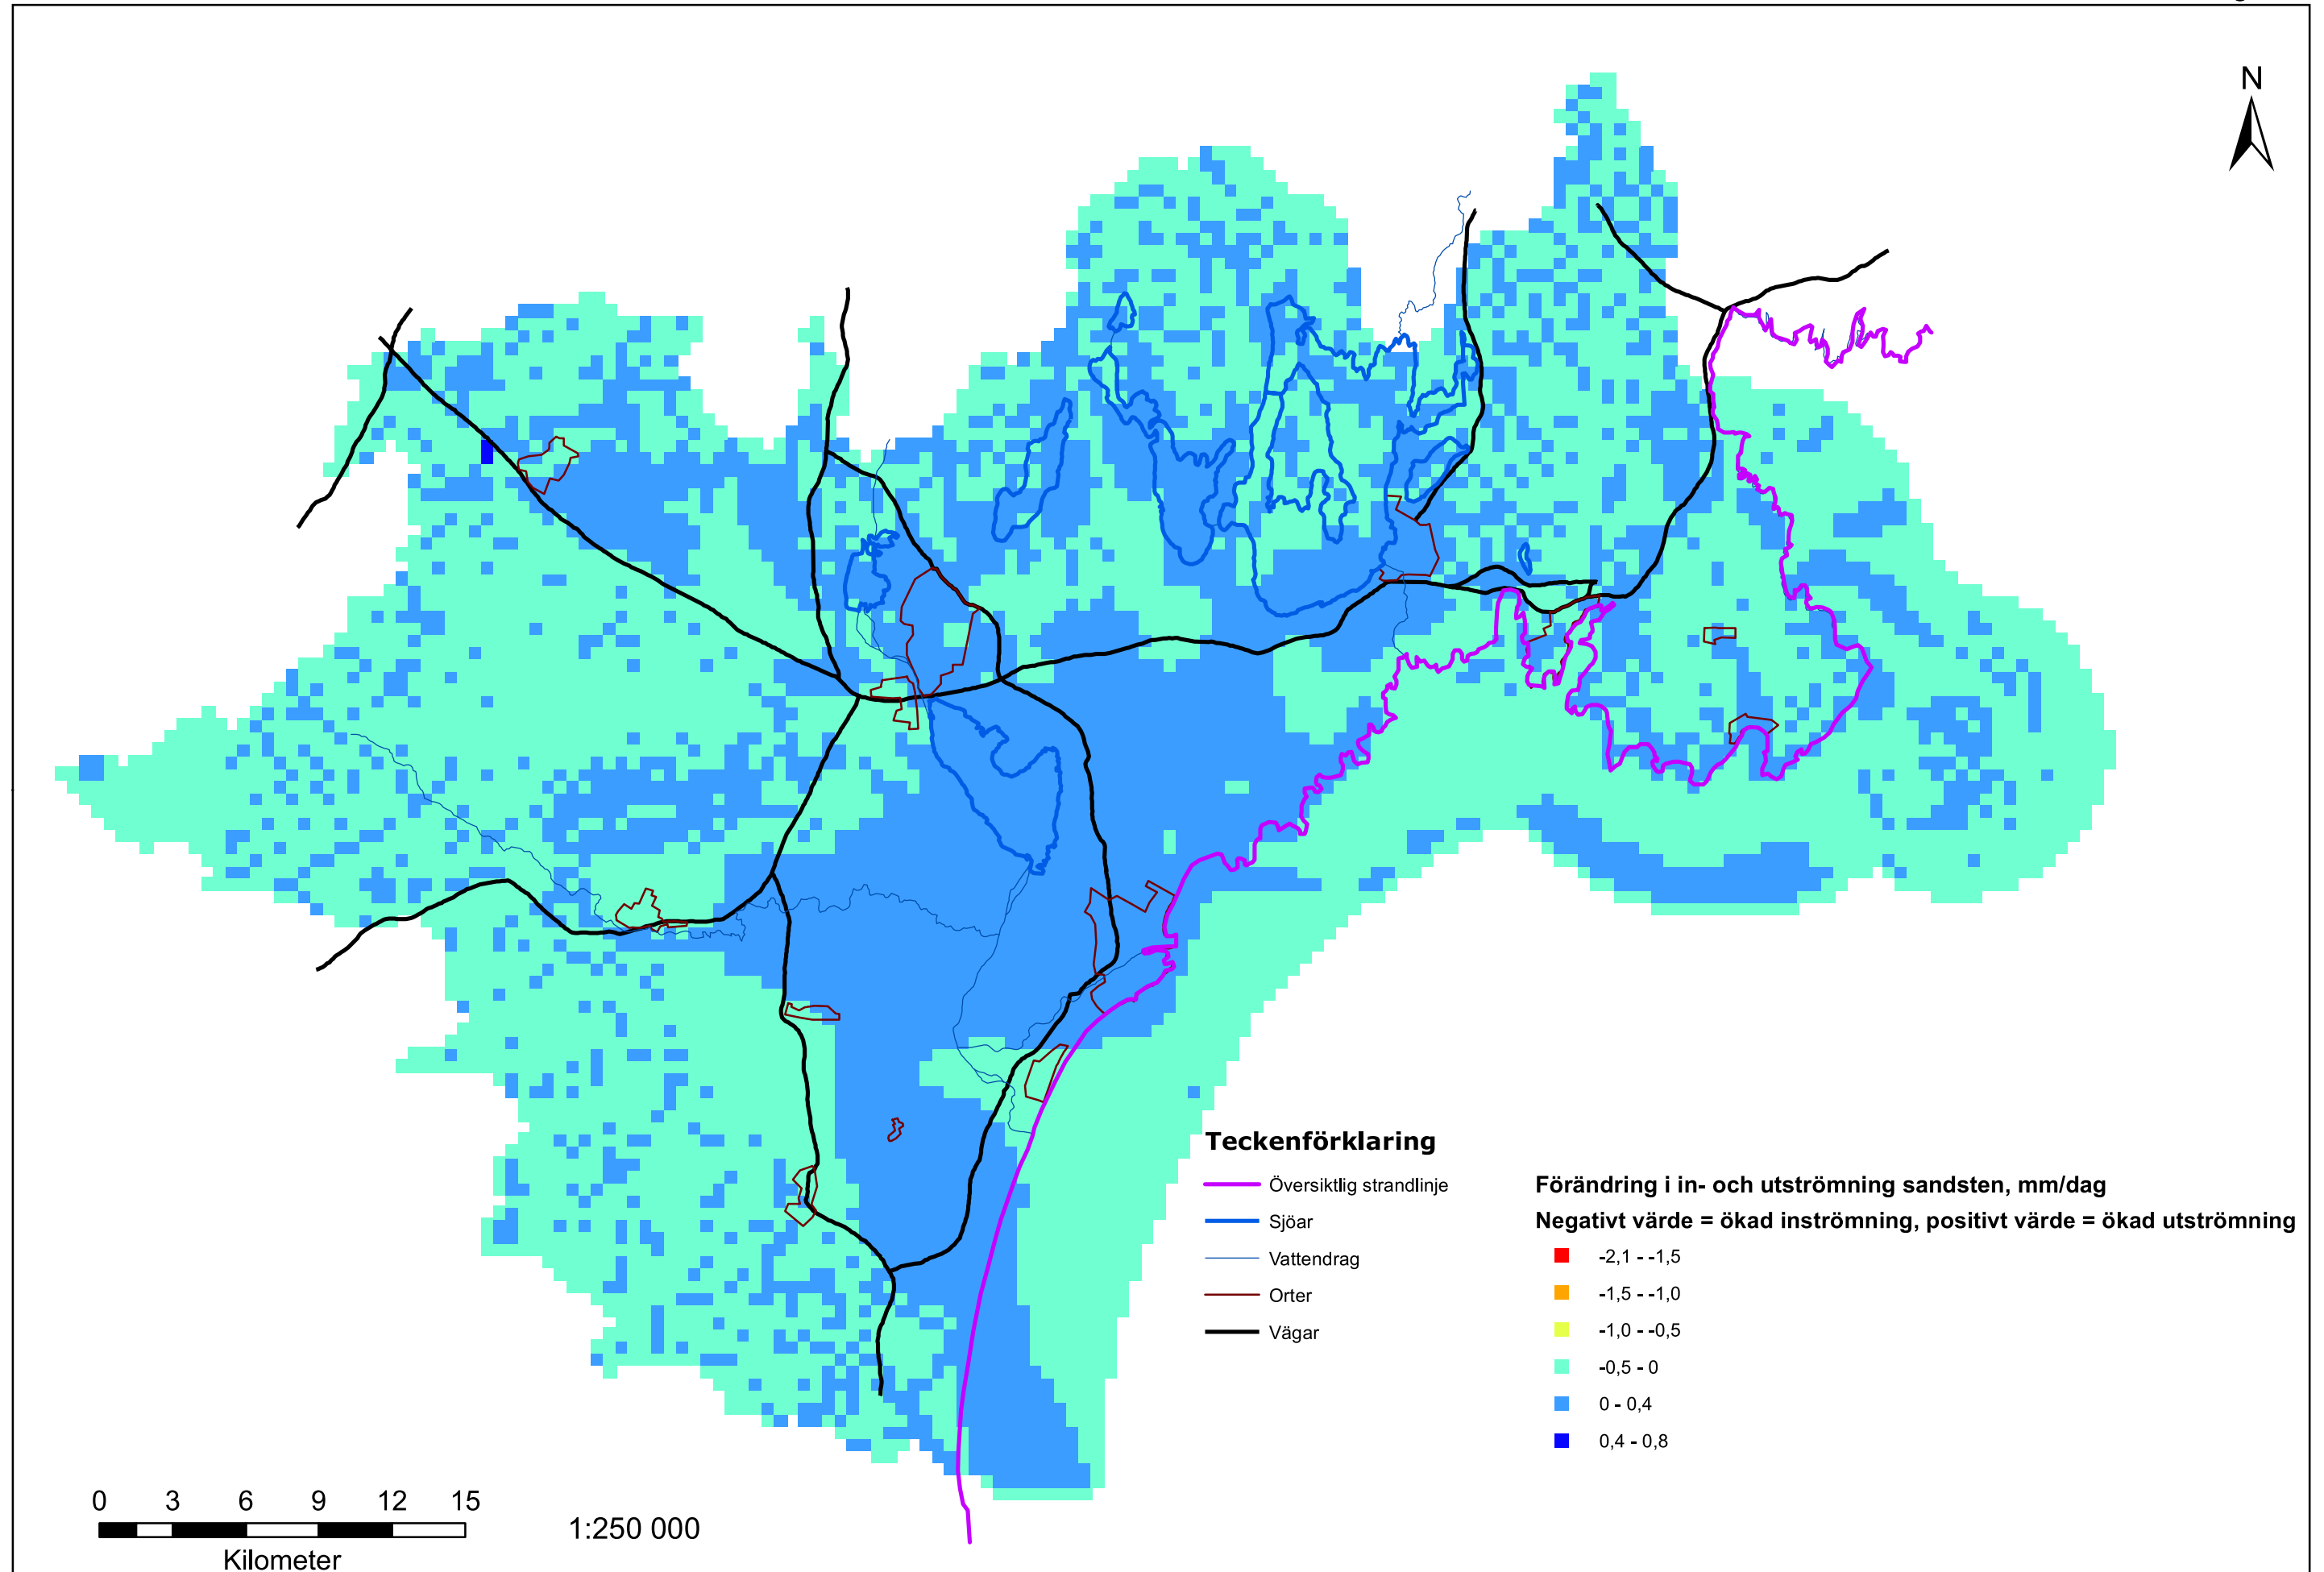 N
Teckenförklaring
Översiktlig strandlinje
Sjöar
Vattendrag
Orter
Vägar
Förändring i in- och utströmning sandsten, mm/dag
Negativt värde = ökad inströmning, positivt värde = ökad utströmning
-2,1 - -1,5
-1,5 - -1,0
-1,0 - -0,5
-0,5 - 0
0 - 0,4
0,4 - 0,8
0 3 6 9 12 15
Kilometer
1:250 000